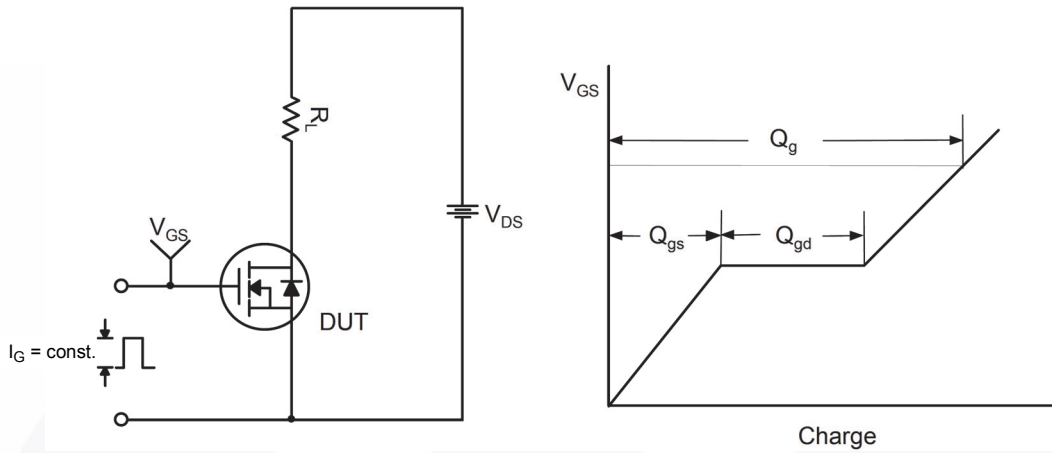 R_L
V_DS
V_GS
DUT
I_G = const.
V_GS
Q_g
Q_gs
Q_gd
Charge